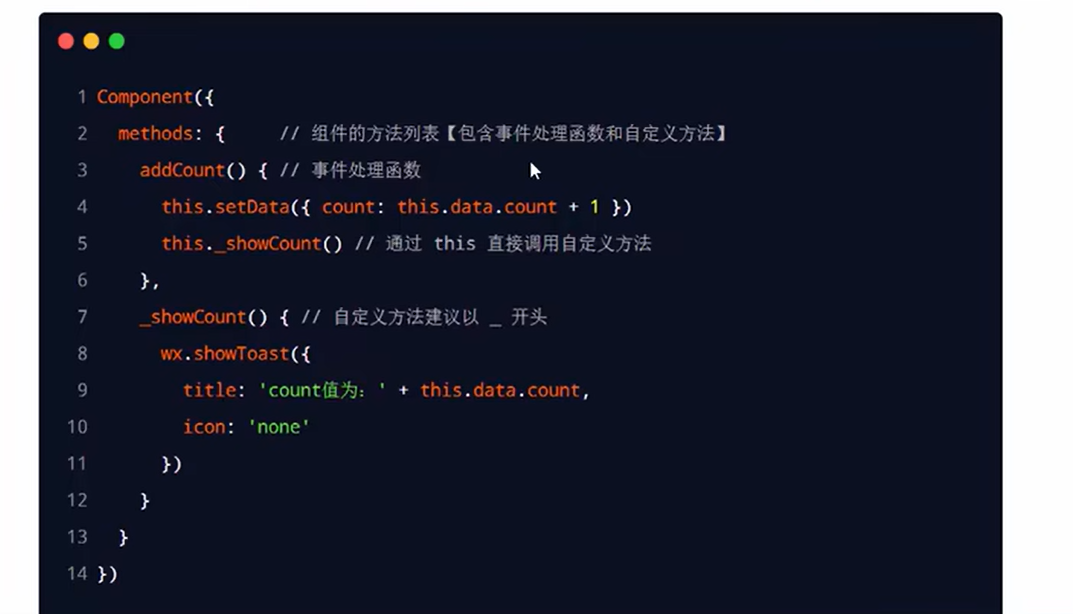 1 Component({
2   methods: {     // 组件的方法列表【包含事件处理函数和自定义方法】
3     addCount() { // 事件处理函数
4       this.setData({ count: this.data.count + 1 })
5       this._showCount() // 通过 this 直接调用自定义方法
6     },
7     _showCount() { // 自定义方法建议以 _ 开头
8       wx.showToast({
9         title: 'count值为：' + this.data.count,
10         icon: 'none'
11       })
12     }
13   }
14 })